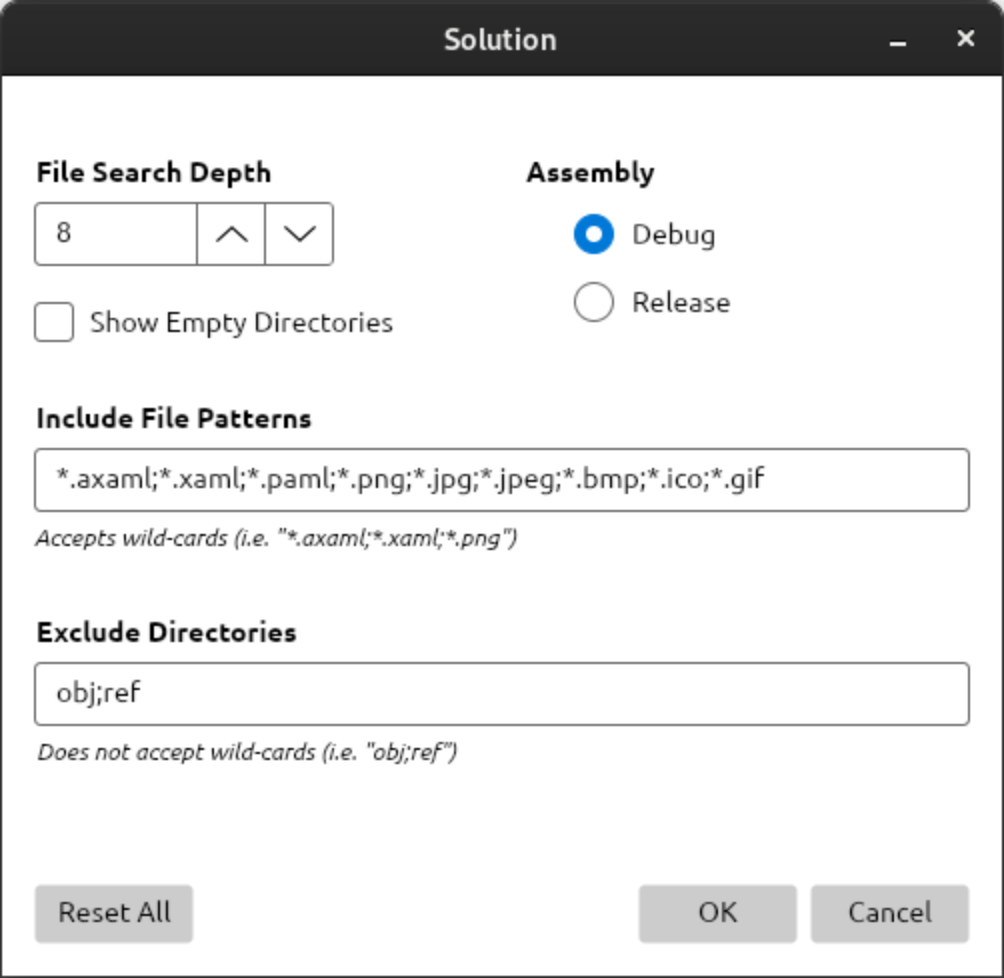 Solution
File Search Depth
Assembly
8
Debug
Release
Show Empty Directories
Include File Patterns
*.axaml;*.xaml;*.paml;*.png;*.jpg;*.jpeg;*.bmp;*.ico;*.gif
Accepts wild-cards (i.e. "*.axaml;*.xaml;*.png")
Exclude Directories
obj;ref
Does not accept wild-cards (i.e. "obj;ref")
Reset All
OK
Cancel